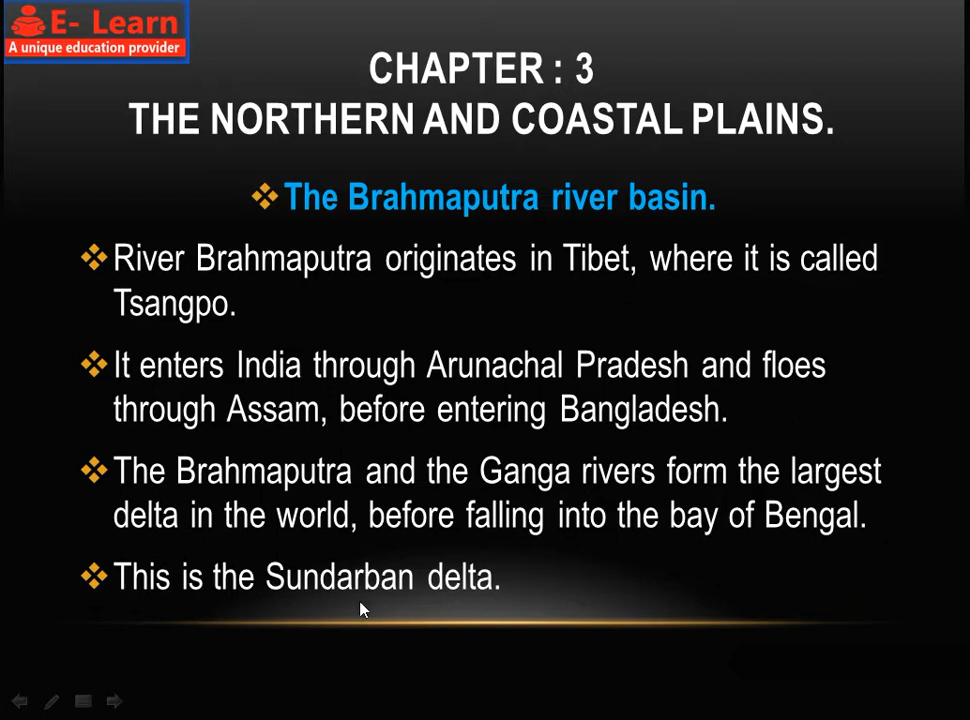 E- Learn
A unique education provider
CHAPTER : 3
THE NORTHERN AND COASTAL PLAINS.
The Brahmaputra river basin.
River Brahmaputra originates in Tibet, where it is called
Tsangpo.
It enters India through Arunachal Pradesh and floes
through Assam, before entering Bangladesh.
The Brahmaputra and the Ganga rivers form the largest
delta in the world, before falling into the bay of Bengal.
This is the Sundarban delta.